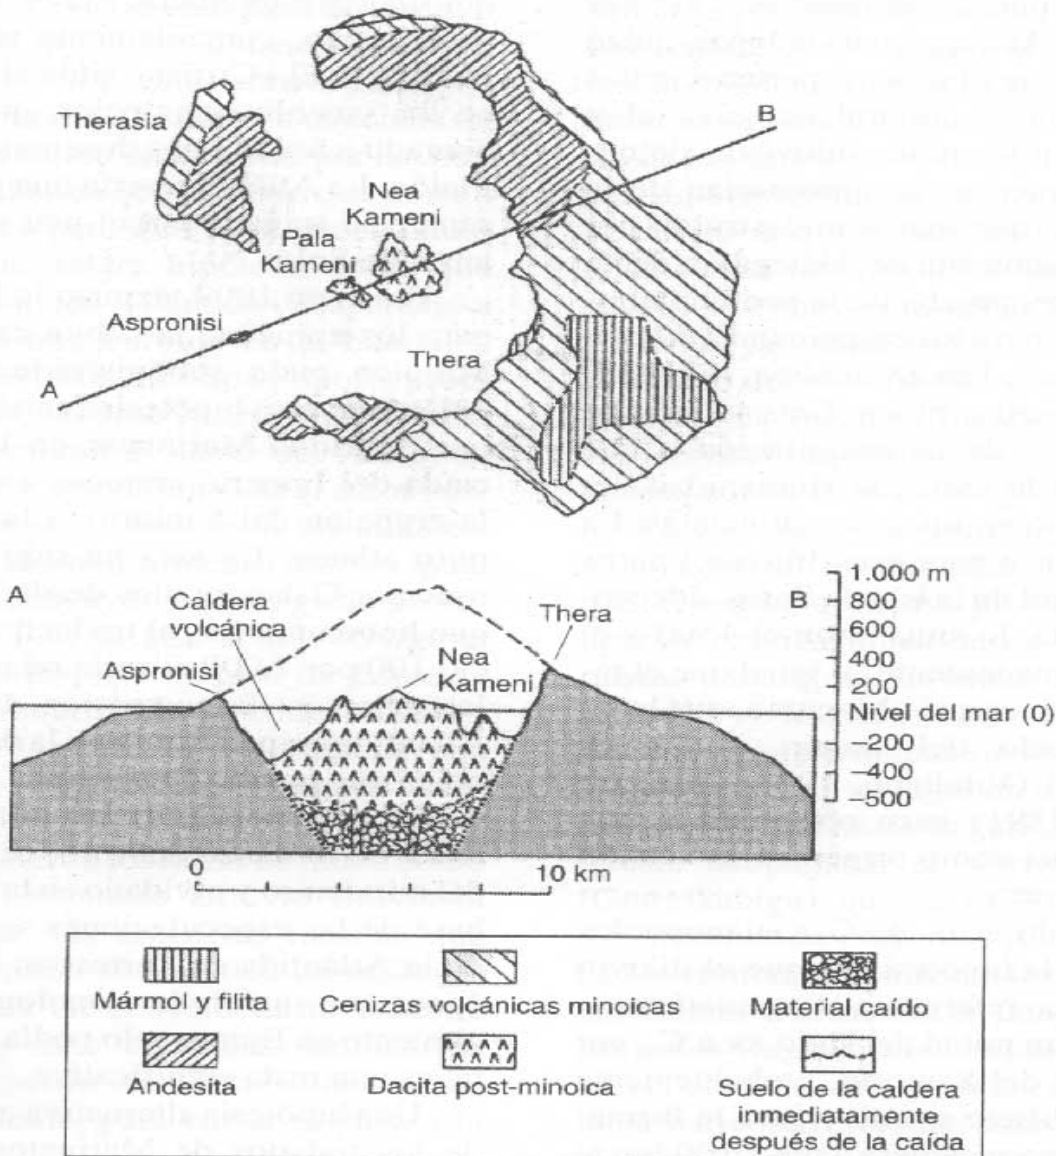 Therasia
B
Nea
Kameni
Pala
Kameni
Aspronisi
A
Thera
A
Caldera
volcánica
Aspronisi
Nea
Kameni
Thera
B
1.000 m
800
600
400
200
Nivel del mar (0)
–200
–400
–500
0
10 km
Mármol y filita
Cenizas volcánicas minoicas
Material caído
Andesita
Dacita post-minoica
Suelo de la caldera
inmediatamente
después de la caída